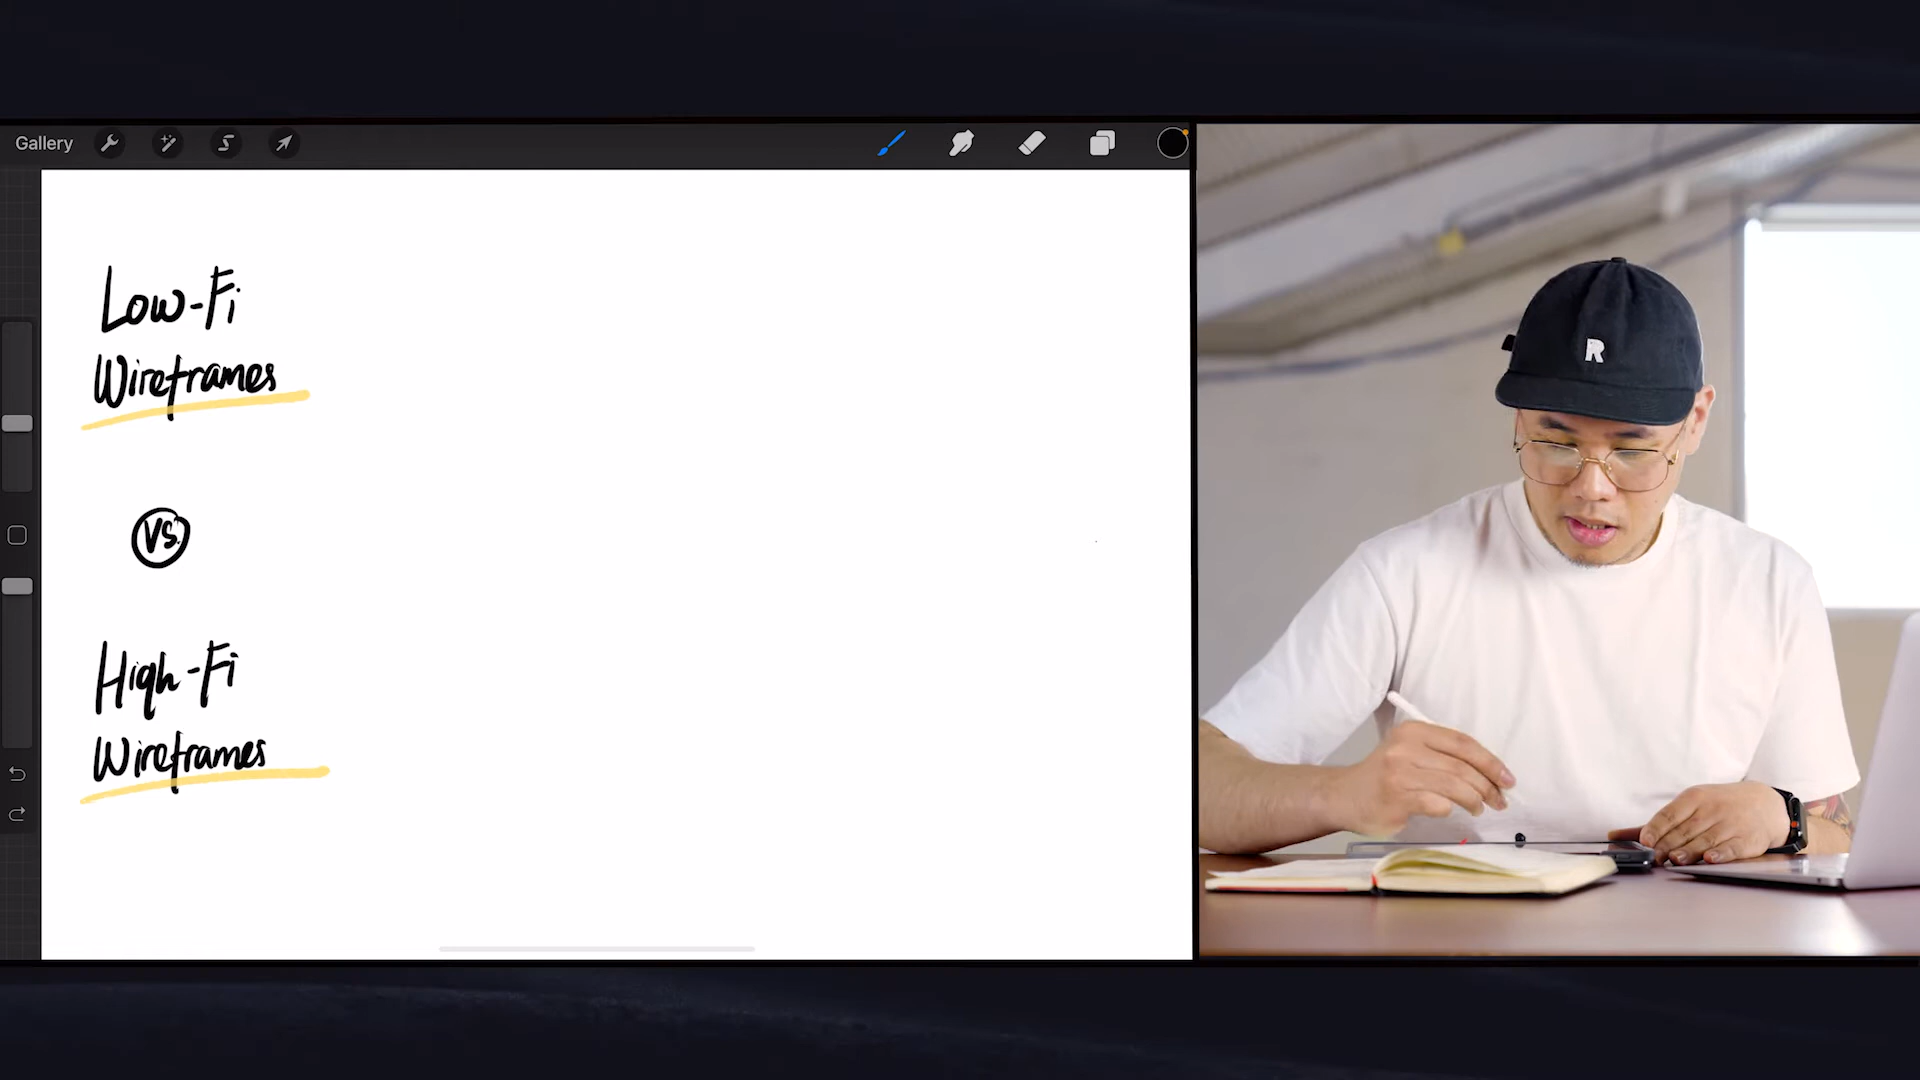 Gallery
Low-Fi
Wireframes
VS.
High-Fi
Wireframes
R